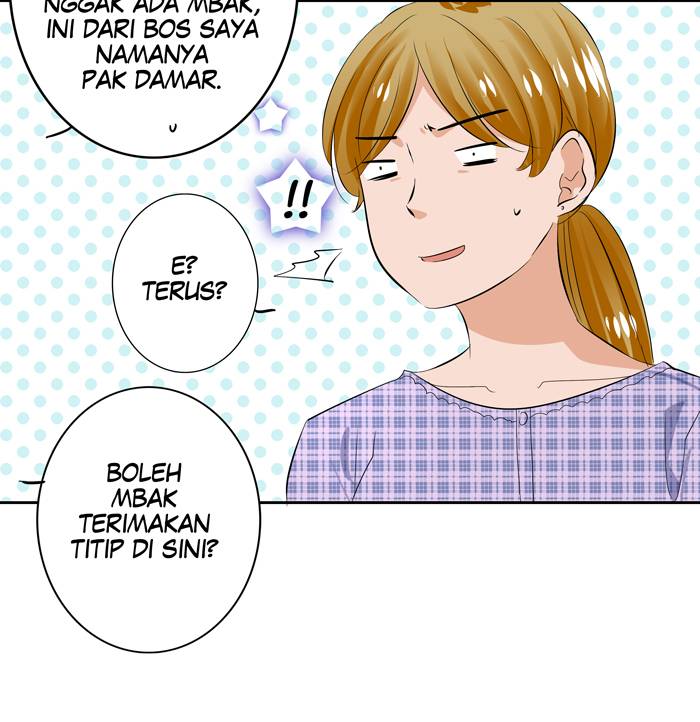 NGGAK ADA MBAK,
INI DARI BOS SAYA
NAMANYA
PAK DAMAR.
!!
E?
TERUS?
BOLEH
MBAK
TERIMAKAN
TITIP DI SINI?